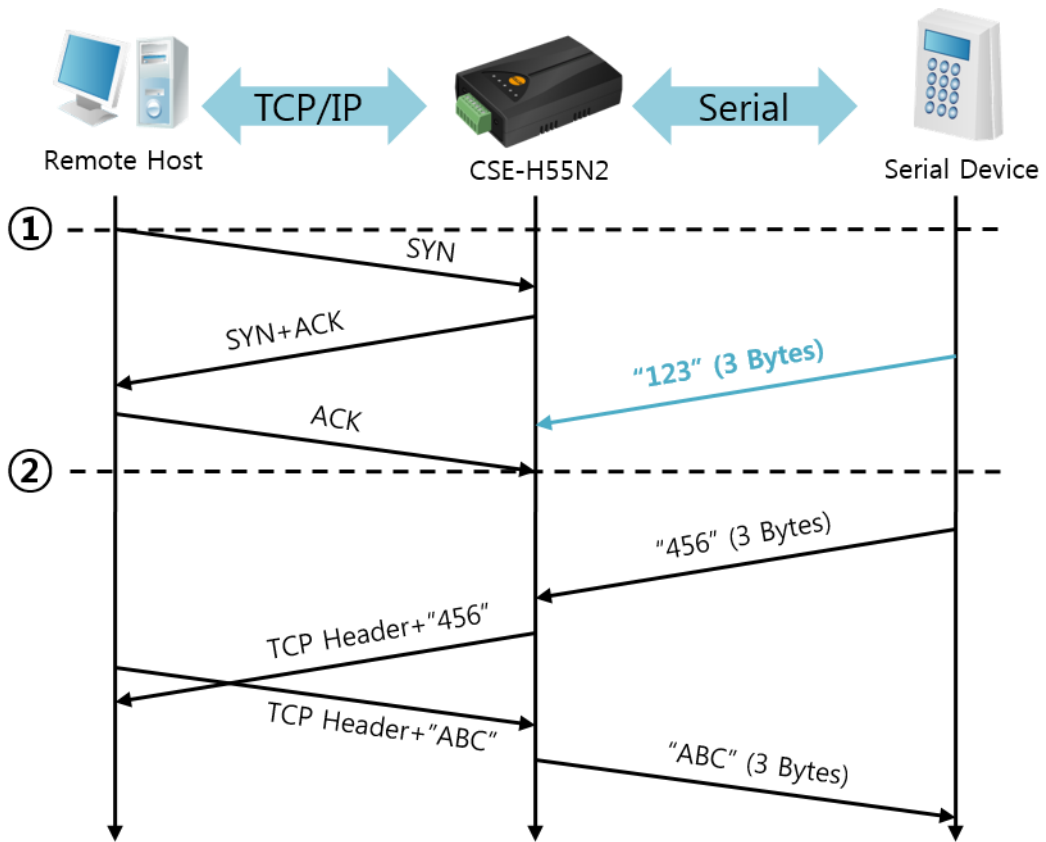 TCP/IP
Serial
Remote Host
CSE-H55N2
Serial Device
①
SYN
SYN+ACK
“123” (3 Bytes)
ACK
②
“456” (3 Bytes)
TCP Header+“456”
TCP Header+“ABC”
“ABC” (3 Bytes)